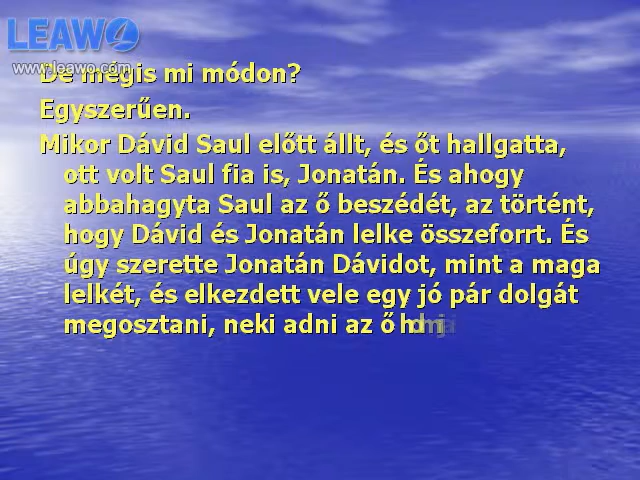 LEAWO
www.leawo.com
De mégis mi módon?
Egyszerűen.
Mikor Dávid Saul előtt állt, és őt hallgatta,
ott volt Saul fia is, Jonatán. És ahogy
abbahagyta Saul az ő beszédét, az történt,
hogy Dávid és Jonatán lelke összeforrt. És
úgy szerette Jonatán Dávidot, mint a maga
lelkét, és elkezdett vele egy jó pár dolgát
megosztani, neki adni az ő